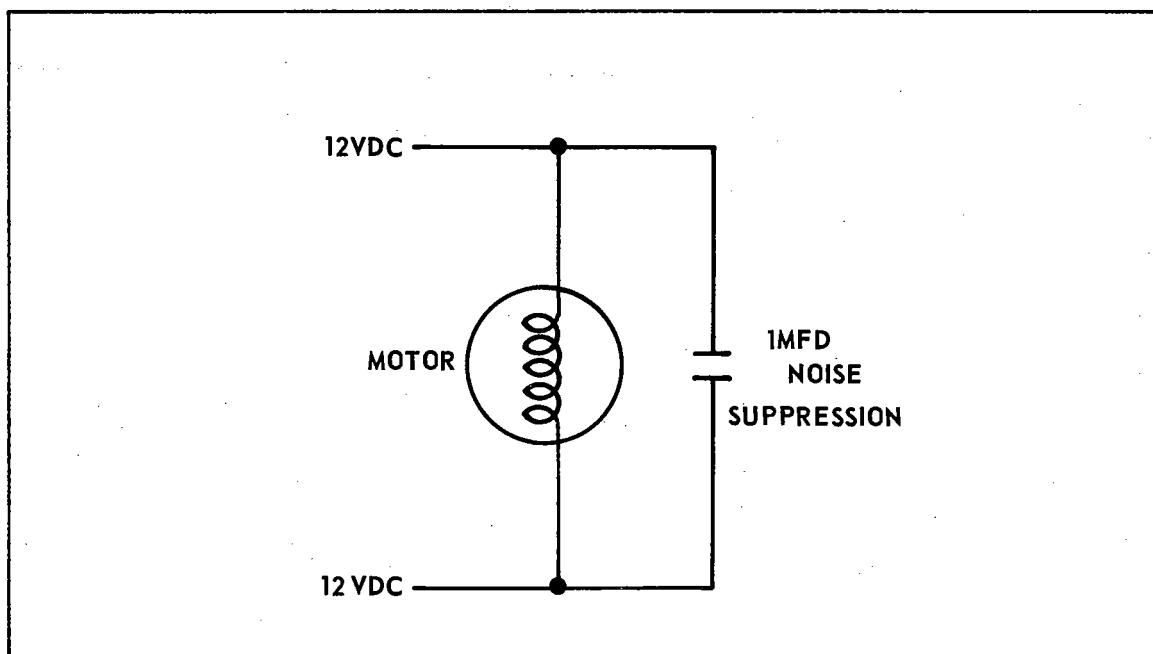 12VDC
MOTOR
1MFD
NOISE
SUPPRESSION
12 VDC